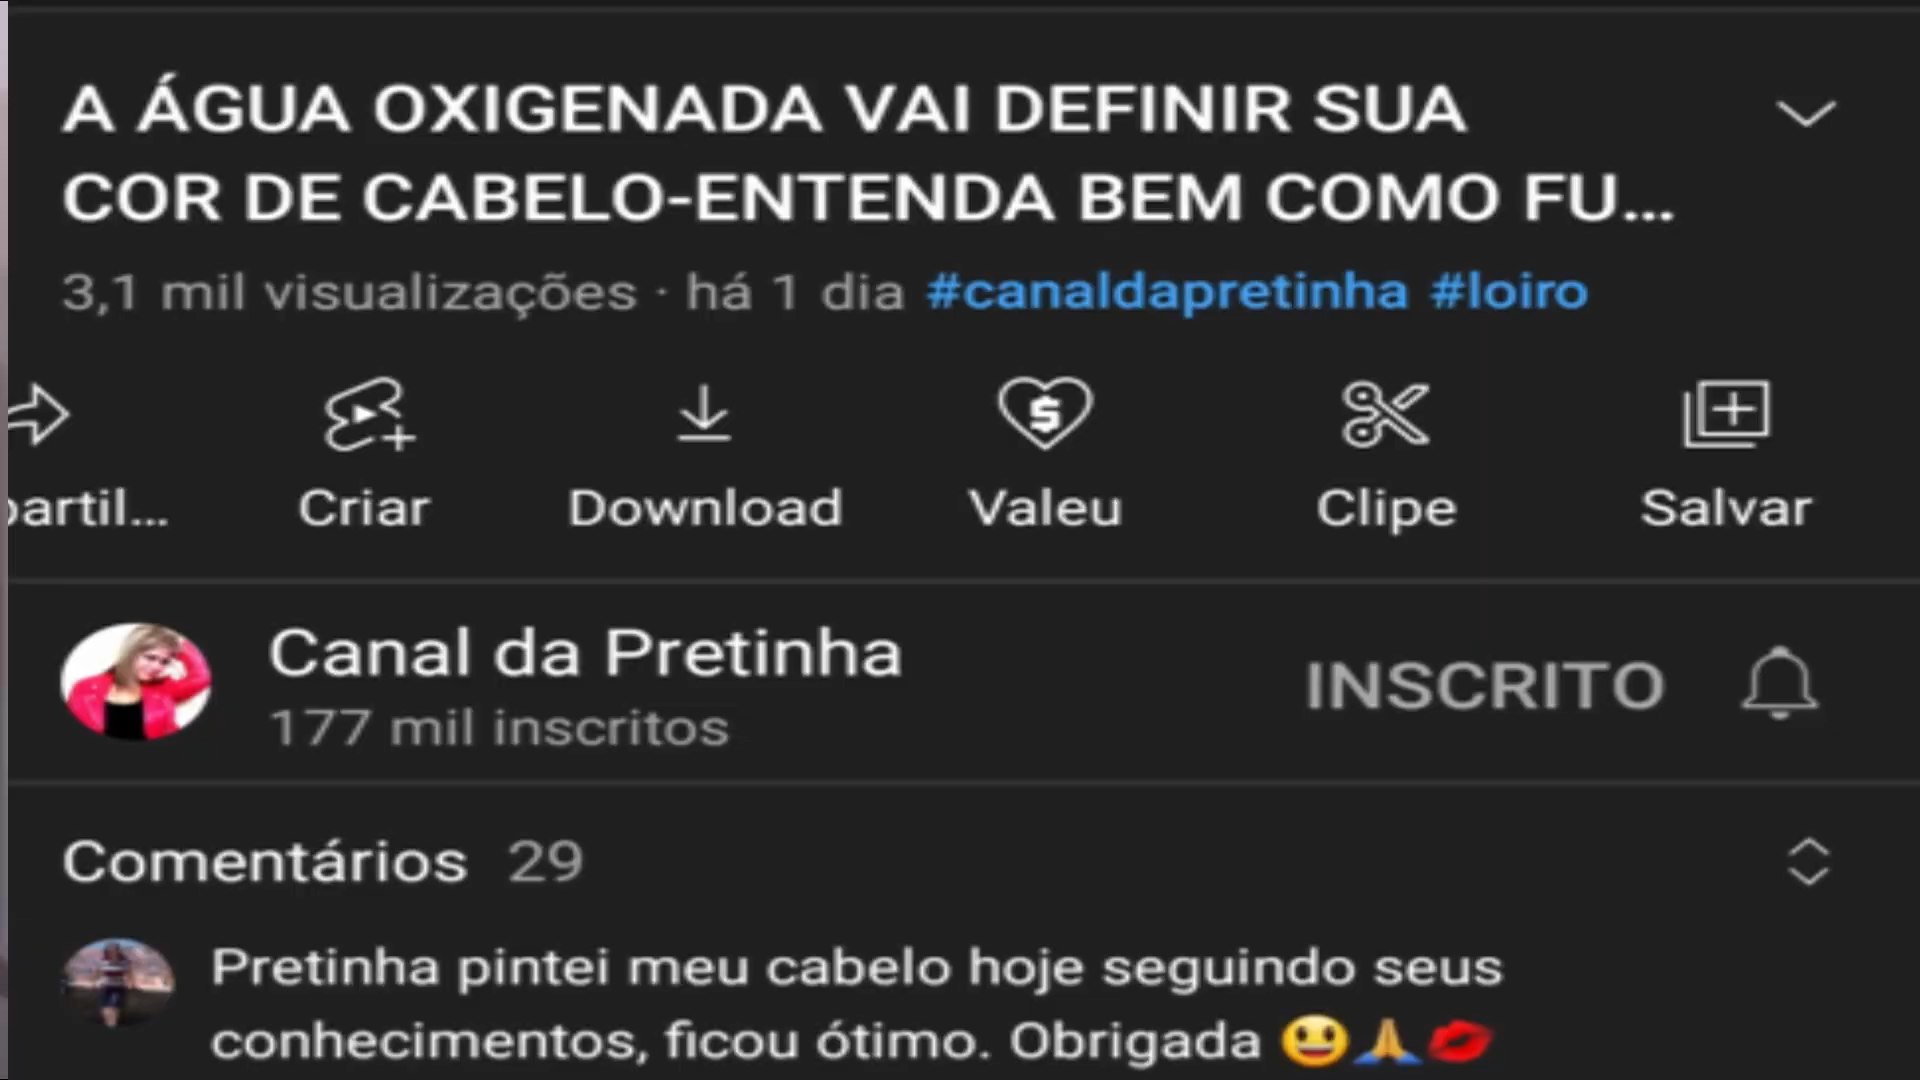 A ÁGUA OXIGENADA VAI DEFINIR SUA
COR DE CABELO-ENTENDA BEM COMO FU...
3,1 mil visualizações · há 1 dia #canaldapretinha #loiro
partil... Criar Download Valeu Clipe Salvar
Canal da Pretinha
INSCRITO
177 mil inscritos
Comentários 29
Pretinha pintei meu cabelo hoje seguindo seus
conhecimentos, ficou ótimo. Obrigada 😃🙏💋